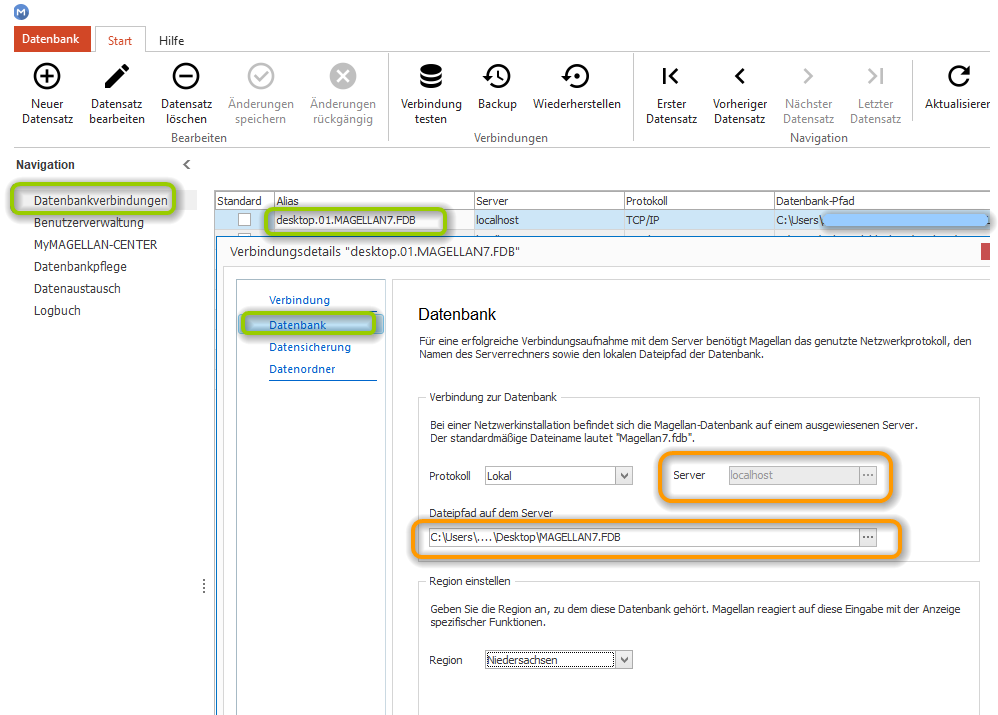 M
Datenbank Start Hilfe
Neuer Datensatz
Datensatz bearbeiten
Datensatz löschen
Änderungen speichern
Änderungen rückgängig
Verbindung testen
Backup
Wiederherstellen
Erster Datensatz
Vorheriger Datensatz
Nächster Datensatz
Letzter Datensatz
Aktualisieren
Bearbeiten
Verbindungen
Navigation
Navigation
Datenbankverbindungen
Benutzerverwaltung
MyMAGELLAN-CENTER
Datenbankpflege
Datenaustausch
Logbuch
Standard Alias Server Protokoll Datenbank-Pfad
desktop.01.MAGELLAN7.FDB localhost TCP/IP C:\Users\
Verbindungsdetails "desktop.01.MAGELLAN7.FDB"
Verbindung
Datenbank
Datensicherung
Datenordner
Datenbank
Für eine erfolgreiche Verbindungsaufnahme mit dem Server benötigt Magellan das genutzte Netzwerkprotokoll, den
Namen des Serverrechners sowie den lokalen Dateipfad der Datenbank.
Verbindung zur Datenbank
Bei einer Netzwerkinstallation befindet sich die Magellan-Datenbank auf einem ausgewiesenen Server.
Der standardmäßige Dateiname lautet "Magellan7.fdb".
Protokoll Lokal Server localhost ...
Dateipfad auf dem Server
C:\Users\....\Desktop\MAGELLAN7.FDB ...
Region einstellen
Geben Sie die Region an, zu dem diese Datenbank gehört. Magellan reagiert auf diese Eingabe mit der Anzeige
spezifischer Funktionen.
Region Niedersachsen